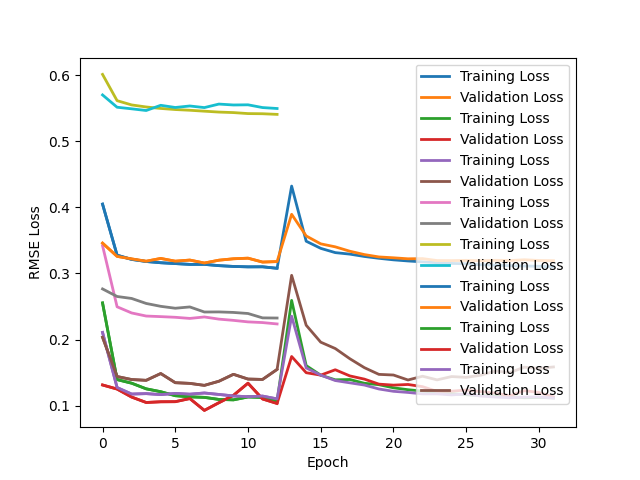 0.6
0.5
0.4
0.3
0.2
0.1
RMSE Loss
0
5
10
15
20
25
30
Epoch
Training Loss
Validation Loss
Training Loss
Validation Loss
Training Loss
Validation Loss
Training Loss
Validation Loss
Training Loss
Validation Loss
Training Loss
Validation Loss
Training Loss
Validation Loss
Training Loss
Validation Loss